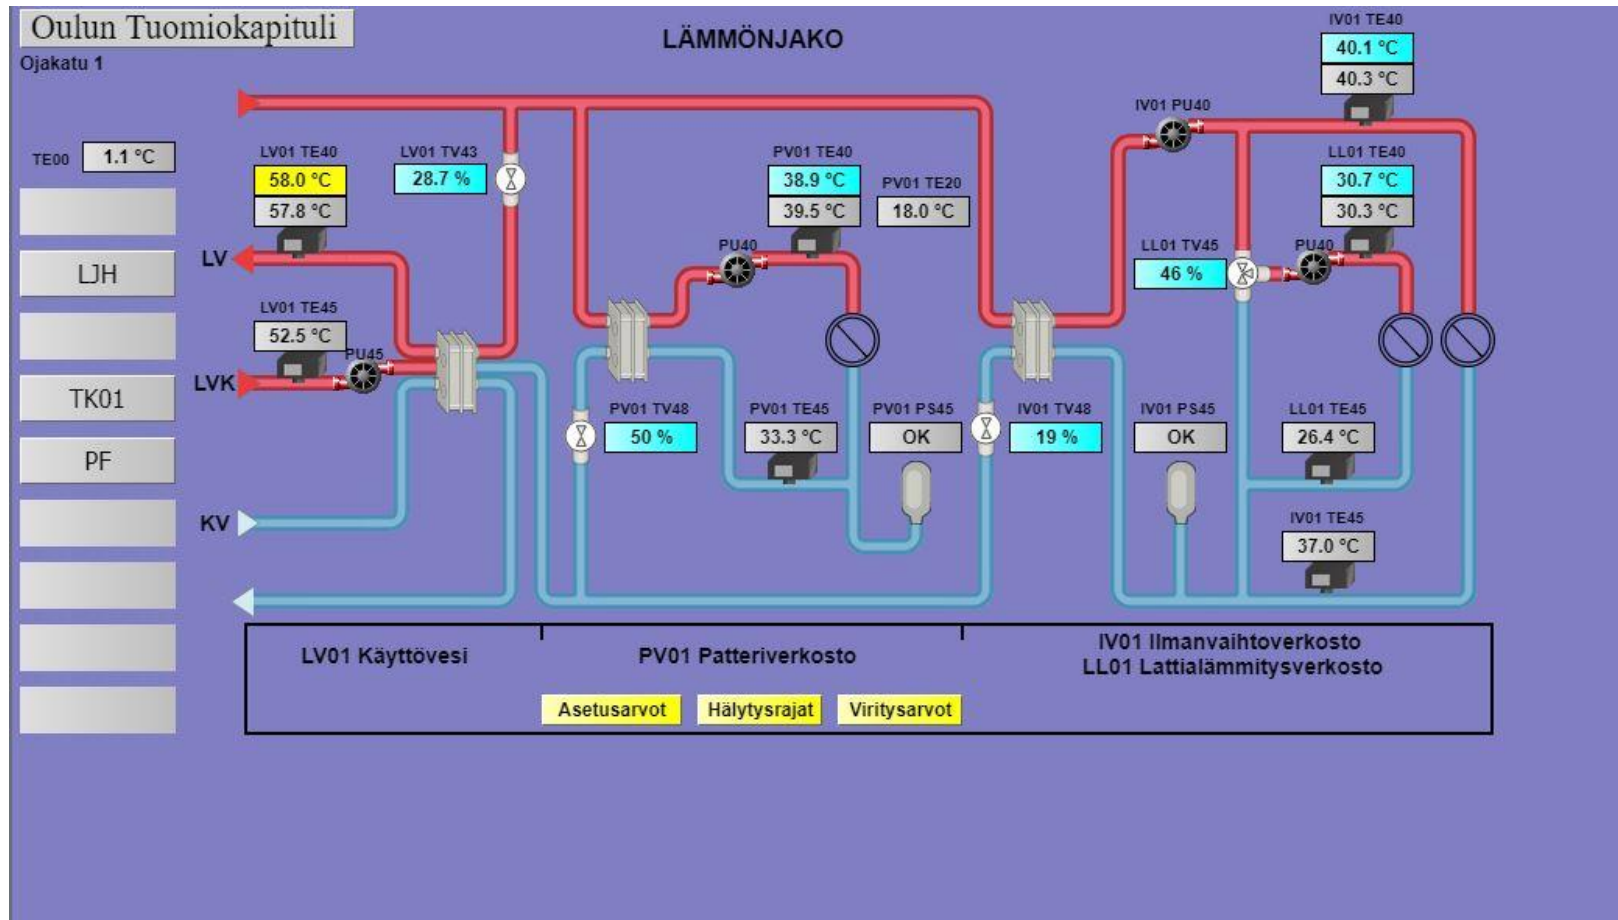 Oulun Tuomiokapituli
Ojakatu 1
LÄMMÖNJAKO
IV01 TE40
40.1 °C
40.3 °C
IV01 PU40
TE00 1.1 °C
LV01 TE40
58.0 °C
57.8 °C
LV01 TV43
28.7 %
PV01 TE40
38.9 °C
39.5 °C
PV01 TE20
18.0 °C
LL01 TE40
30.7 °C
30.3 °C
LV
PU40
LL01 TV45
46 %
PU40
LJH
LV01 TE45
52.5 °C
PU45
LVK
TK01
PF
PV01 TV48
50 %
PV01 TE45
33.3 °C
PV01 PS45
OK
IV01 TV48
19 %
IV01 PS45
OK
LL01 TE45
26.4 °C
KV
IV01 TE45
37.0 °C
LV01 Käyttövesi
PV01 Patteriverkosto
IV01 Ilmanvaihtoverkosto
LL01 Lattialämmitysverkosto
Asetusarvot
Hälytysrajat
Viritysarvot